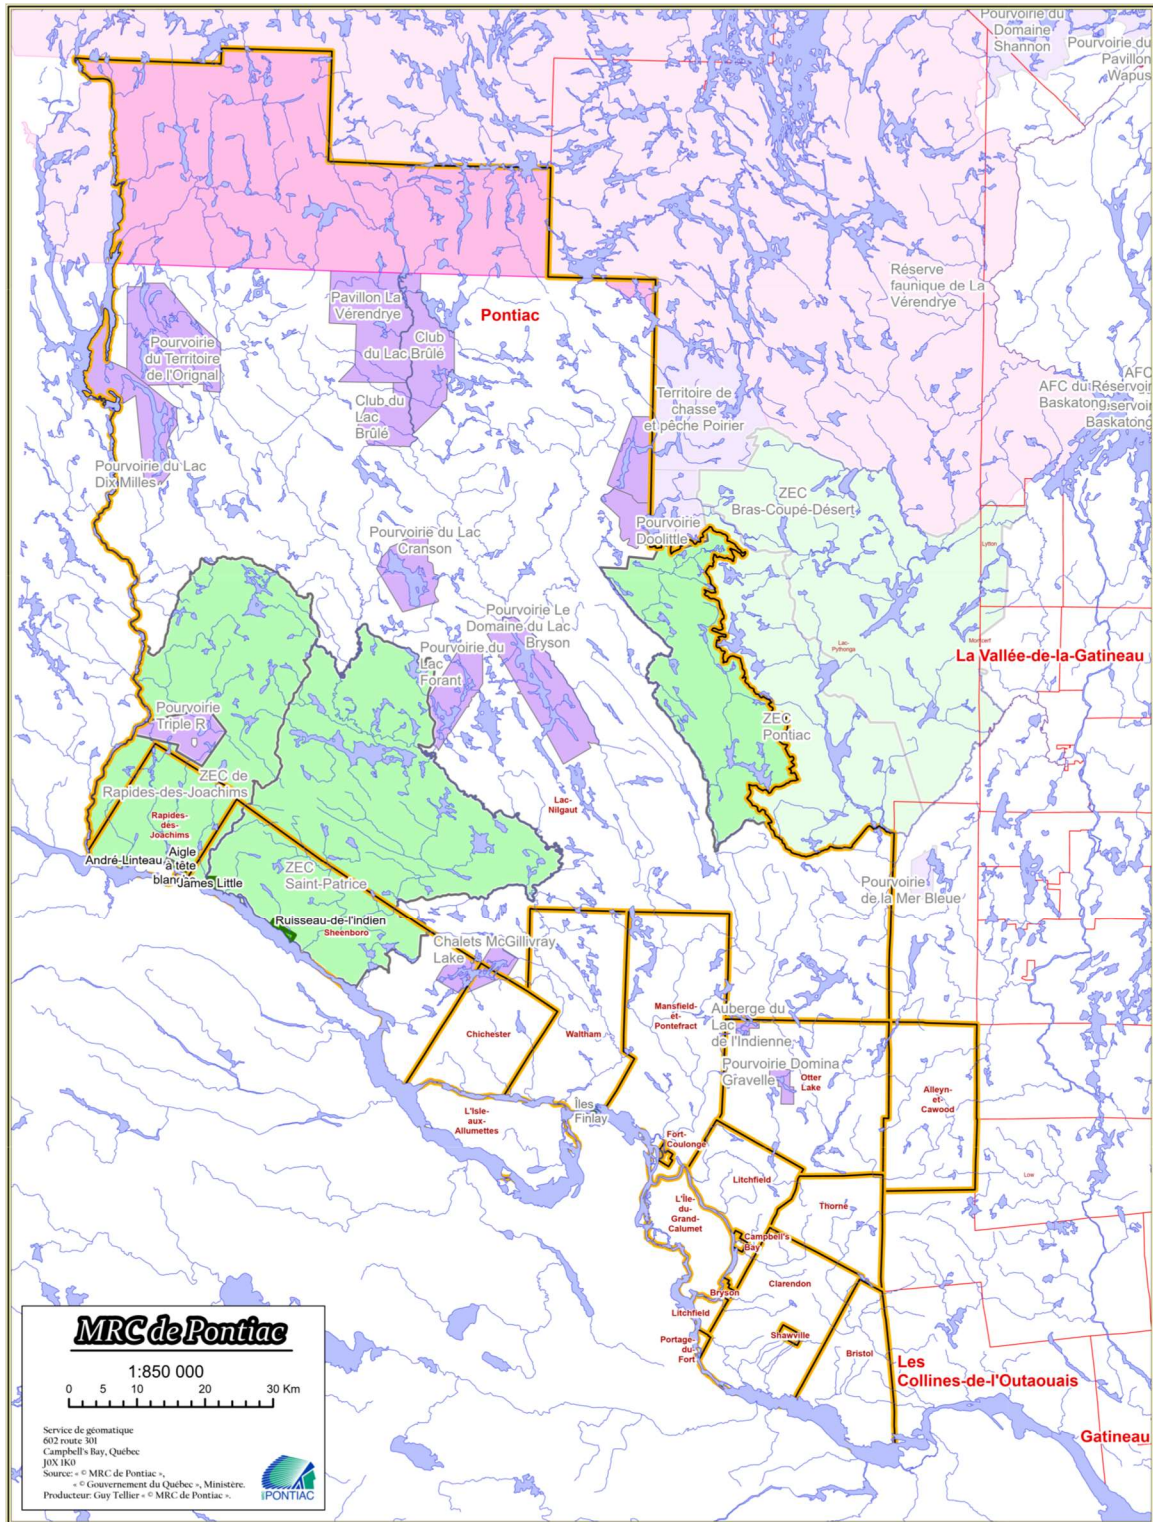 Pourvoirie du
Domaine
Shannon
Pourvoirie du
Pavillon
Wapus
Réserve
faunique de La
Vérendrye
Pavillon La
Vérendrye
Pontiac
Club
du Lac Brûlé
Pourvoirie
du Territoire
de l'Orignal
Club du
Lac
Brûlé
Territoire de
chasse
et pêche Poirier
AFC
AFC du Réservoir
Baskatong
Réservoir
Baskatong
Pourvoirie du Lac
Dix Milles
ZEC
Bras-Coupé-Désert
Pourvoirie
Doolittle
Pourvoirie du Lac
Cranson
Lytton
Pourvoirie Le
Domaine du Lac
Bryson
Pourvoirie du
Lac
Forant
Lac-
Pythonga
Montcerf
La Vallée-de-la-Gatineau
Pourvoirie
Triple R
ZEC
Pontiac
ZEC de
Rapides-des-Joachims
Lac-
Nilgaut
Rapides-
des-
Joachims
André-Linteau
Aigle
à tête
James Little
ZEC
Saint-Patrice
Pourvoirie
de la Mer Bleue
Ruisseau-de-l'indien
Sheenboro
Chalets McGillivray
Lake
Mansfield-
et-
Pontefract
Auberge du
Lac
de l'Indienne
Chichester
Waltham
Pourvoirie Domina
Gravelle
Otter
Lake
Alleyn-
et-
Cawood
L'Isle-
aux-
Allumettes
Îles
Finlay
Fort-
Coulonge
Litchfield
Low
L'Île-
du-
Grand-
Calumet
Thorne
Campbell's
Bay
Clarendon
Bryson
Litchfield
Shawville
Portage-
du-
Fort
Bristol
Les
Collines-de-l'Outaouais
Gatineau
MRC de Pontiac
1:850 000
0 5 10 20 30 Km
Service de géomatique
602 route 301
Campbell's Bay, Québec
J0X 1K0
Source: « © MRC de Pontiac »,
« © Gouvernement du Québec », Ministère.
Producteur: Guy Tellier « © MRC de Pontiac ».
PONTIAC